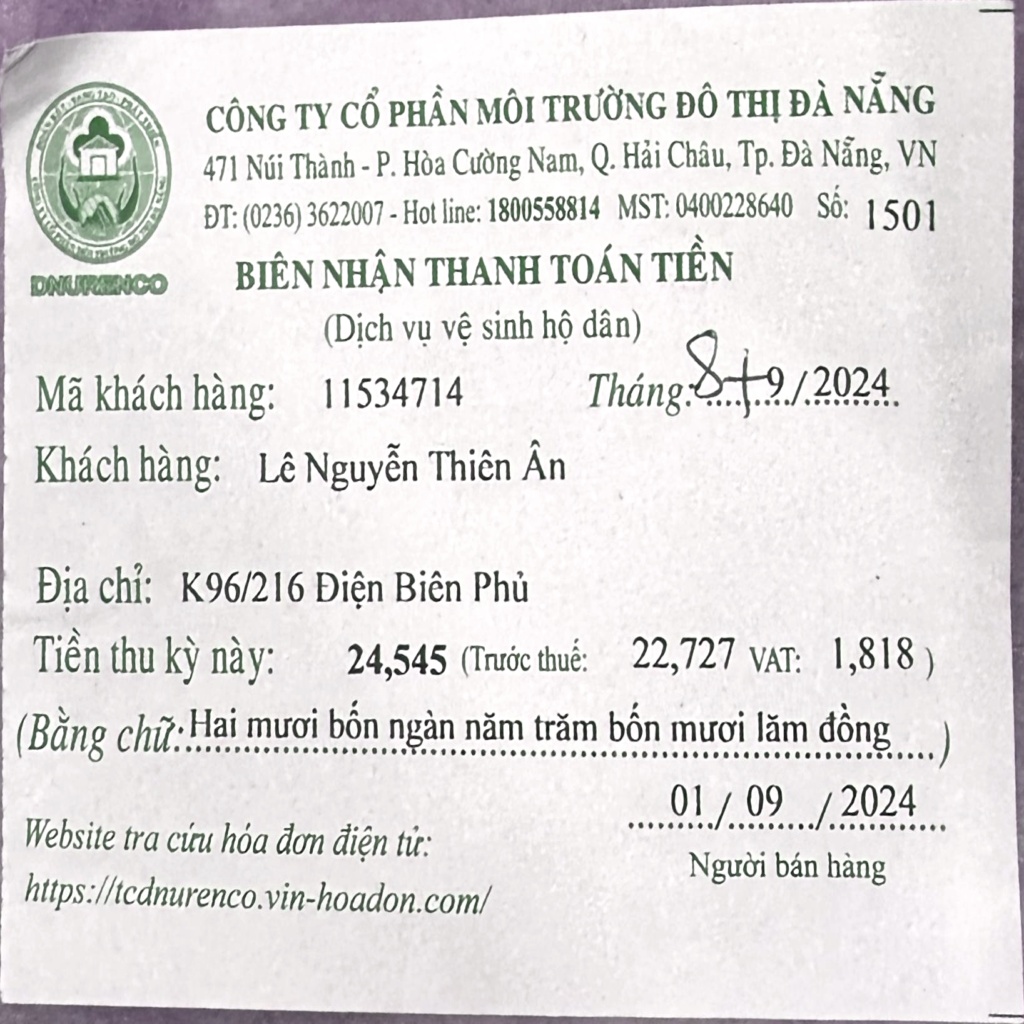 CÔNG TY CỔ PHẦN MÔI TRƯỜNG ĐÔ THỊ ĐÀ NẴNG
471 Núi Thành - P. Hòa Cường Nam, Q. Hải Châu, Tp. Đà Nẵng, VN
ĐT: (0236) 3622007 - Hot line: 1800558814 MST: 0400228640 Số: 1501
DNURENCO
BIÊN NHẬN THANH TOÁN TIỀN
(Dịch vụ vệ sinh hộ dân)
Mã khách hàng: 11534714 Tháng: 8+9/2024
Khách hàng: Lê Nguyễn Thiên Ân
Địa chỉ: K96/216 Điện Biên Phủ
Tiền thu kỳ này: 24,545 (Trước thuế: 22,727 VAT: 1,818 )
(Bằng chữ: Hai mươi bốn ngàn năm trăm bốn mươi lăm đồng.....)
01 / 09 / 2024
Người bán hàng
Website tra cứu hóa đơn điện tử:
https://tcdnurenco.vin-hoadon.com/